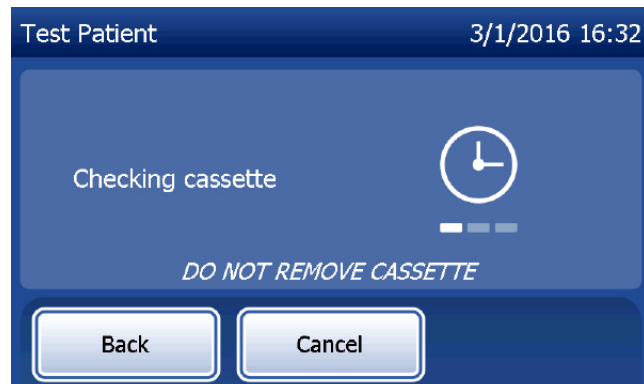 Test Patient 3/1/2016 16:32
Checking cassette
DO NOT REMOVE CASSETTE
Back Cancel